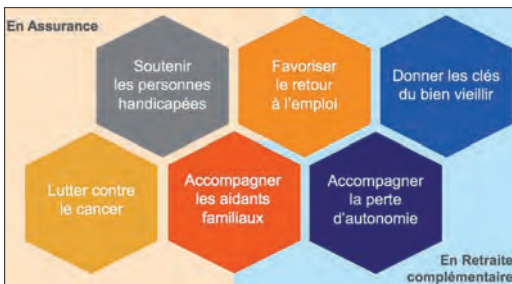 En Assurance
Soutenir
les personnes
handicapées
Favoriser
le retour
à l'emploi
Donner les clés
du bien vieillir
Lutter contre
le cancer
Accompagner
les aidants
familiaux
Accompagner
la perte
d'autonomie
En Retraite
complémentaire